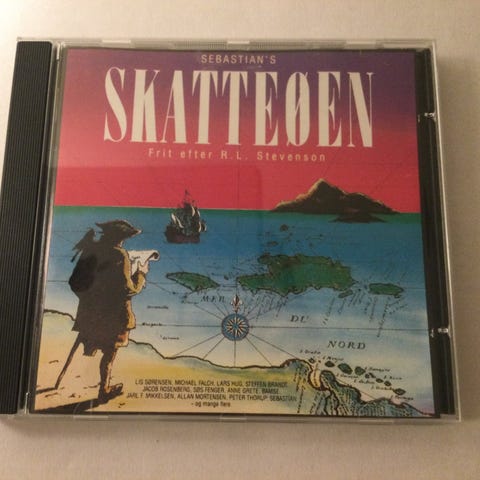 SEBASTIAN'S
SKATTEØEN
Frit efter R.L. Stevenson
MER
DU
NORD
LIS SØRENSEN, MICHAEL FALCH, LARS HUG, STEFFEN BRANDT,
JACOB ROSENBERG, SØS FENGER, ANNE GRETE, BAMSE,
JARL F. MIKKELSEN, ALLAN MORTENSEN, PETER THORUP, SEBASTIAN
- og mange flere